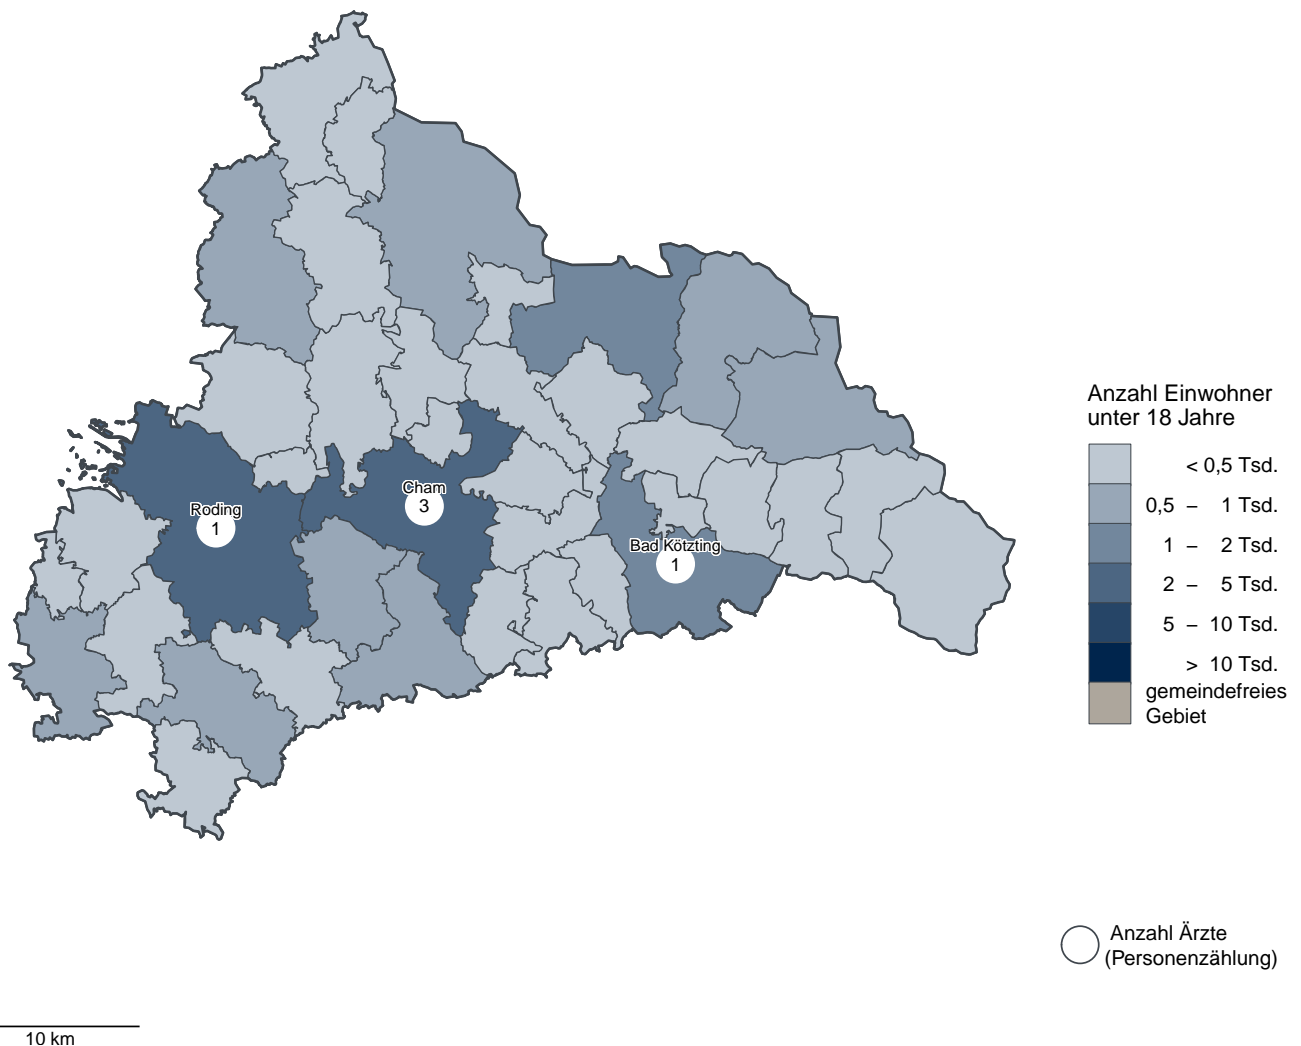 Roding
1
Cham
3
Bad Kötzting
1
Anzahl Einwohner
unter 18 Jahre
< 0,5 Tsd.
0,5 – 1 Tsd.
1 – 2 Tsd.
2 – 5 Tsd.
5 – 10 Tsd.
> 10 Tsd.
gemeindefreies
Gebiet
Anzahl Ärzte
(Personenzählung)
10 km